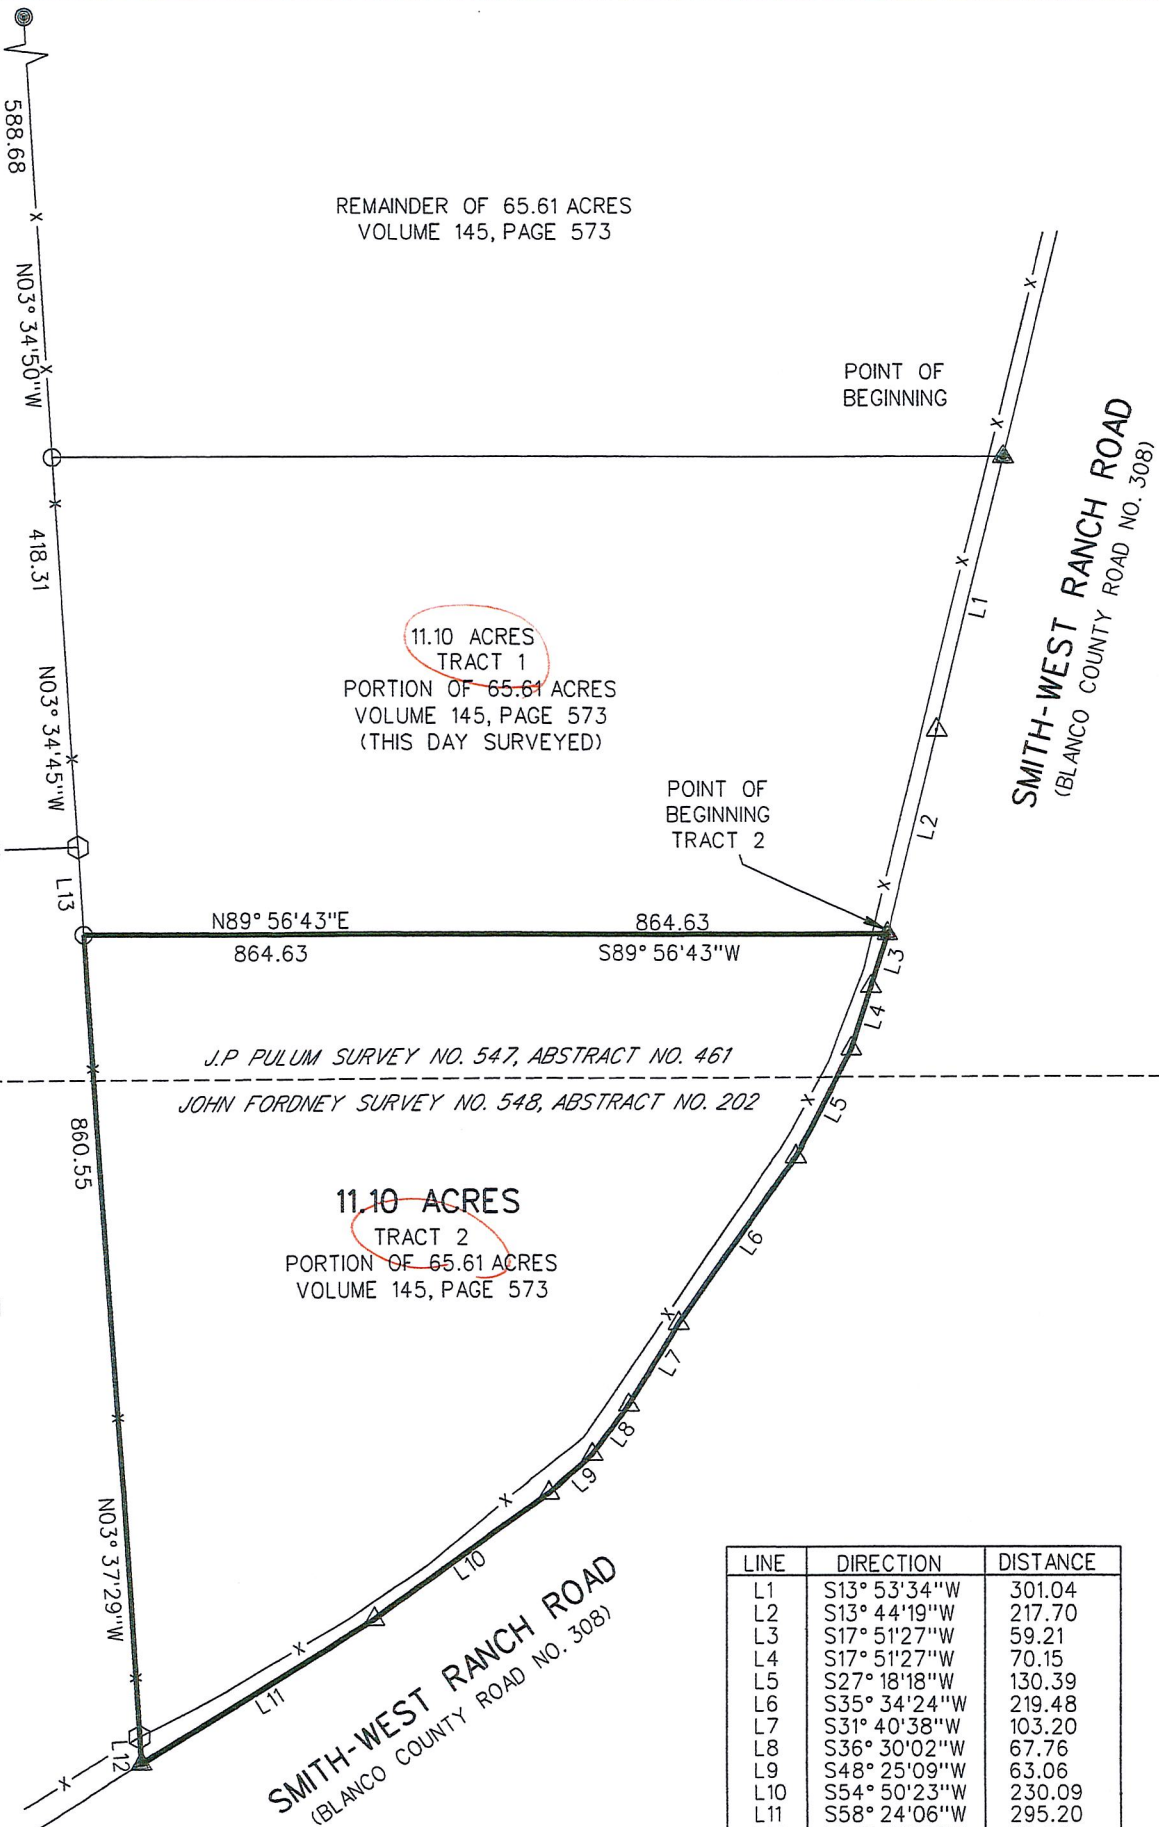 588.68
N03° 34'50"W
REMAINDER OF 65.61 ACRES
VOLUME 145, PAGE 573
POINT OF
BEGINNING
SMITH-WEST RANCH ROAD
(BLANCO COUNTY ROAD NO. 308)
L1
418.31
N03° 34'45"W
11.10 ACRES
TRACT 1
PORTION OF 65.61 ACRES
VOLUME 145, PAGE 573
(THIS DAY SURVEYED)
POINT OF
BEGINNING
TRACT 2
L2
L13
N89° 56'43"E 864.63
864.63 S89° 56'43"W
L3
L4
J.P PULUM SURVEY NO. 547, ABSTRACT NO. 461
JOHN FORDNEY SURVEY NO. 548, ABSTRACT NO. 202
L5
860.55
11.10 ACRES
TRACT 2
PORTION OF 65.61 ACRES
VOLUME 145, PAGE 573
L6
L7
L8
L9
N03° 37'29"W
L10
L11
L12
SMITH-WEST RANCH ROAD
(BLANCO COUNTY ROAD NO. 308)
LINE DIRECTION DISTANCE
L1 S13° 53'34"W 301.04
L2 S13° 44'19"W 217.70
L3 S17° 51'27"W 59.21
L4 S17° 51'27"W 70.15
L5 S27° 18'18"W 130.39
L6 S35° 34'24"W 219.48
L7 S31° 40'38"W 103.20
L8 S36° 30'02"W 67.76
L9 S48° 25'09"W 63.06
L10 S54° 50'23"W 230.09
L11 S58° 24'06"W 295.20